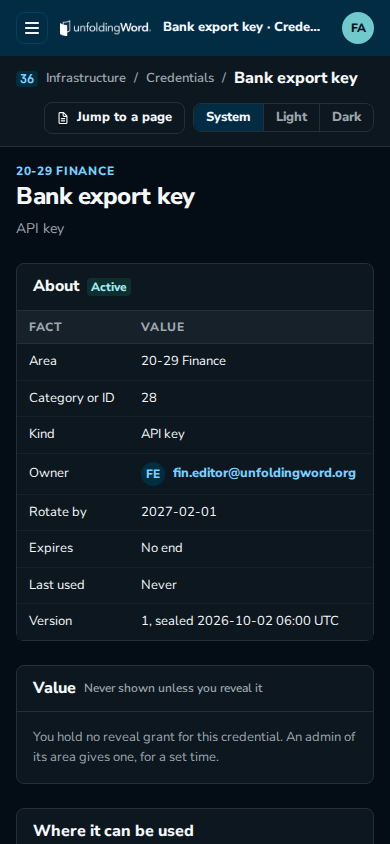 unfoldingWord. Bank export key · Crede... FA
36 Infrastructure / Credentials / Bank export key
Jump to a page System Light Dark
20-29 FINANCE
Bank export key
API key
About Active
FACT VALUE
Area 20-29 Finance
Category or ID 28
Kind API key
Owner FE fin.editor@unfoldingword.org
Rotate by 2027-02-01
Expires No end
Last used Never
Version 1, sealed 2026-10-02 06:00 UTC
Value Never shown unless you reveal it
You hold no reveal grant for this credential. An admin of
its area gives one, for a set time.
Where it can be used